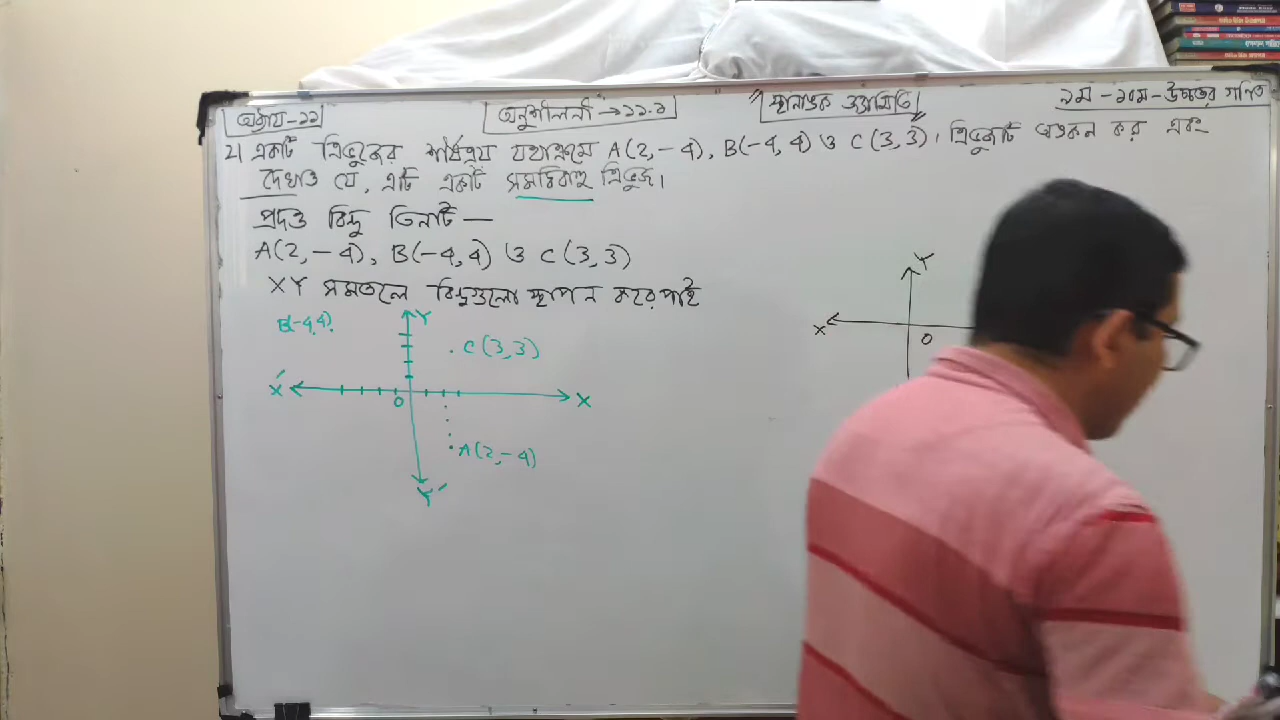 অধ্যায়-১১
অনুশীলনী → ১১.১
"স্থানাঙ্ক জ্যামিতি"
৯ম-১০ম-উচ্চতর গণিত
২। একটি ত্রিভুজের শীর্ষত্রয় যথাক্রমে A(2,-4), B(-4,4) ও C(3,3)। ত্রিভুজটি অঙ্কন কর এবং
দেখাও যে, এটি একটি সমদ্বিবাহু ত্রিভুজ।
প্রদত্ত বিন্দু তিনটি —
A(2,-4), B(-4,4) ও C(3,3)
XY সমতলে বিন্দুগুলো স্থাপন করে পাই
B(-4,4)
Y
C(3,3)
X′
O
X
A(2,-4)
Y′
Y
X
O